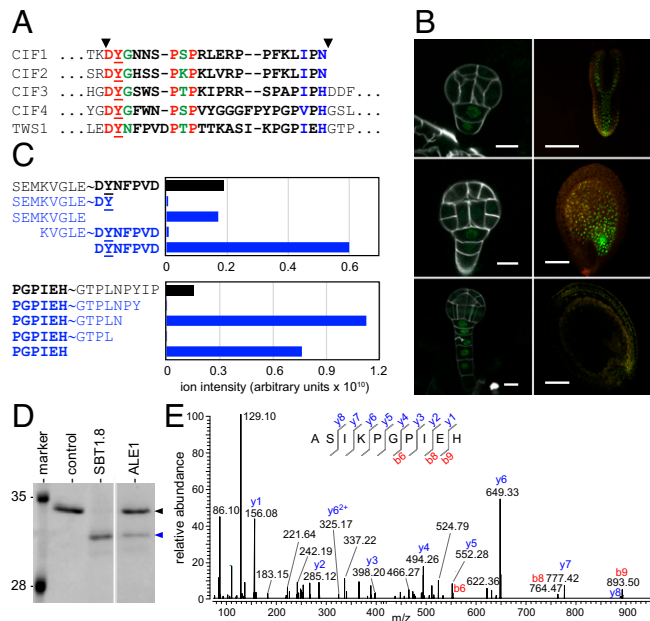 A
CIF1 ...TKDYGNNS-PSPRLERP--PFKLIPN
CIF2 ...SRDYGHSS-PKPKLVRP--PFKLIPN
CIF3 ...HGDYGSWS-PTKPIRR--SPAPIPHDDF...
CIF4 ...YGDYGFWN-PSPVYGGGFPYPGPVPHGSL...
TWS1 ...LEDYNFPVDPTPTTKASI-KPGPIEHGTP...
B
C
SEMKVGLE~DYNFPVD
SEMKVGLE~DY
SEMKVGLE
KVGLE~DYNFPVD
DYNFPVD
0 0.2 0.4 0.6
PGPIEH~GTPLNPYIP
PGPIEH~GTPLNPY
PGPIEH~GTPLN
PGPIEH~GTPL
PGPIEH
0 0.3 0.6 0.9 1.2
ion intensity (arbitrary units x 10^10)
D
marker
control
SBT1.8
ALE1
35
28
E
relative abundance
100
80
60
40
20
0
y8 y7 y6 y5 y4 y3 y2 y1
A S I K P G P I E H
b6 b8 b9
129.10
86.10
y1
156.08
183.15
221.64
242.19
y2
285.12
y6²⁺
325.17
337.22
y3
398.20
466.27
y4
494.26
524.79
y5
552.28
b6
622.36
y6
649.33
b8
764.47
y7
777.42
y8
b9
893.50
100 200 300 400 500 600 700 800 900
m/z